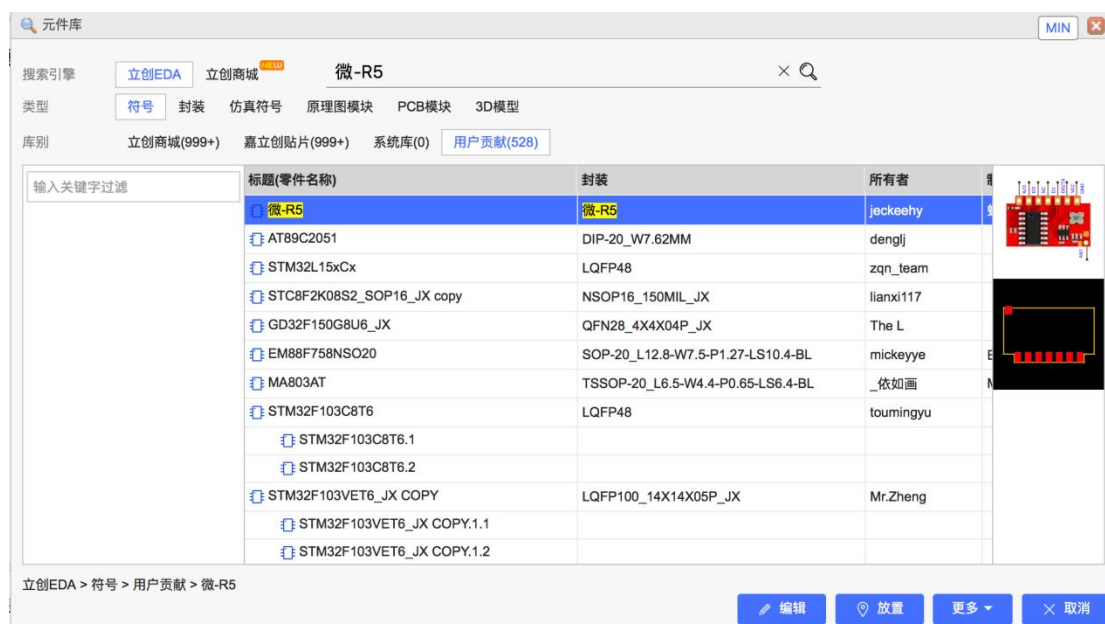 元件库 MIN
搜索引擎 立创EDA 立创商城 NEW 微-R5
类型 符号 封装 仿真符号 原理图模块 PCB模块 3D模型
库别 立创商城(999+) 嘉立创贴片(999+) 系统库(0) 用户贡献(528)
输入关键字过滤
标题(零件名称) 封装 所有者
微-R5 微-R5 jeckeehy
AT89C2051 DIP-20_W7.62MM denglj
STM32L15xCx LQFP48 zqn_team
STC8F2K08S2_SOP16_JX copy NSOP16_150MIL_JX lianxi117
GD32F150G8U6_JX QFN28_4X4X04P_JX The L
EM88F758NSO20 SOP-20_L12.8-W7.5-P1.27-LS10.4-BL mickeyye
MA803AT TSSOP-20_L6.5-W4.4-P0.65-LS6.4-BL _依如画
STM32F103C8T6 LQFP48 toumingyu
STM32F103C8T6.1
STM32F103C8T6.2
STM32F103VET6_JX COPY LQFP100_14X14X05P_JX Mr.Zheng
STM32F103VET6_JX COPY.1.1
STM32F103VET6_JX COPY.1.2
立创EDA > 符号 > 用户贡献 > 微-R5
编辑 放置 更多 取消